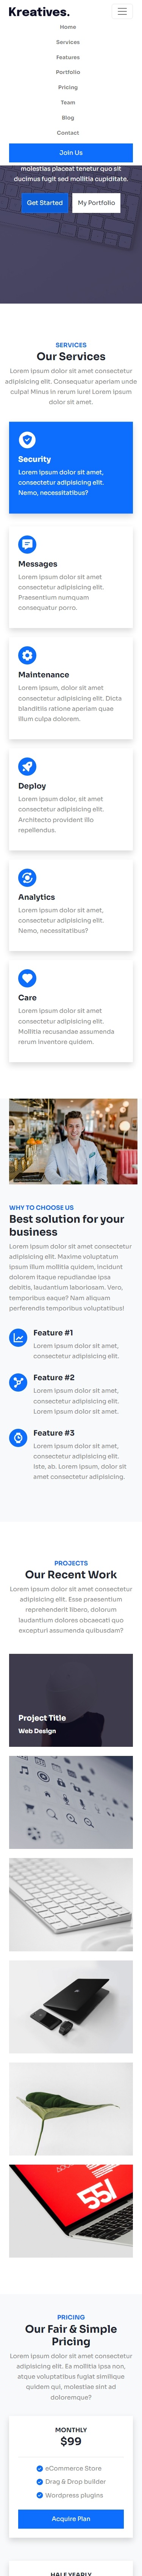 Kreatives.
Home
Services
Features
Portfolio
Pricing
Team
Blog
Contact
Join Us
molestias placeat tenetur quo sit
ducimus fugit sed mollitia cupiditate.
Get Started
My Portfolio
SERVICES
Our Services
Lorem ipsum dolor sit amet consectetur
adipisicing elit. Consequatur aperiam unde
culpa! Minus in rerum iure! Lorem ipsum
dolor sit amet.
Security
Lorem ipsum dolor sit amet,
consectetur adipisicing elit.
Nemo, necessitatibus?
Messages
Lorem ipsum dolor sit amet
consectetur adipisicing elit.
Praesentium numquam
consequatur porro.
Maintenance
Lorem ipsum, dolor sit amet
consectetur adipisicing elit. Dicta
blanditiis ratione aperiam quae
illum culpa dolorem.
Deploy
Lorem ipsum dolor, sit amet
consectetur adipisicing elit.
Architecto provident illo
repellendus.
Analytics
Lorem ipsum dolor sit amet,
consectetur adipisicing elit.
Nemo, necessitatibus?
Care
Lorem ipsum dolor sit amet
consectetur adipisicing elit.
Mollitia recusandae assumenda
rerum inventore quidem.
WHY TO CHOOSE US
Best solution for your
business
Lorem ipsum dolor sit amet consectetur
adipisicing elit. Maxime voluptatum
ipsum illum mollitia quidem, incidunt
dolorem itaque repudiandae ipsa
debitis, laudantium laboriosam. Vero,
temporibus eaque? Nam aliquam
perferendis temporibus voluptatibus!
Feature #1
Lorem ipsum dolor sit amet,
consectetur adipisicing elit.
Feature #2
Lorem ipsum dolor sit amet,
consectetur adipisicing elit.
Lorem ipsum dolor sit amet.
Feature #3
Lorem ipsum dolor sit amet,
consectetur adipisicing elit.
Iste, ab. Lorem ipsum, dolor sit
amet consectetur adipisicing.
PROJECTS
Our Recent Work
Lorem ipsum dolor sit amet consectetur
adipisicing elit. Esse praesentium
reprehenderit libero, dolorum
laudantium dolores obcaecati quo
excepturi assumenda quibusdam?
Project Title
Web Design
55!
PRICING
Our Fair & Simple
Pricing
Lorem ipsum dolor sit amet consectetur
adipisicing elit. Ea mollitia ipsa non,
atque voluptatibus fugiat similique
quidem qui, molestiae sint ad
doloremque?
MONTHLY
$99
eCommerce Store
Drag & Drop builder
Wordpress plugins
Acquire Plan
HALF YEARLY